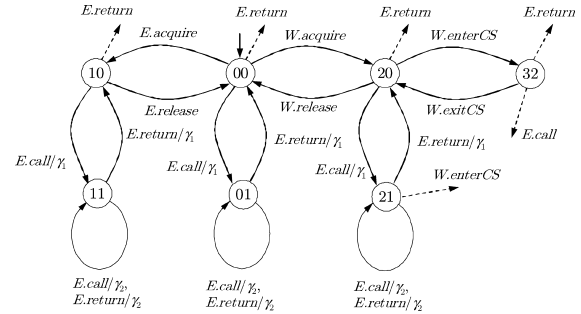 E.return
E.return
E.return
E.return
E.acquire
W.acquire
W.enterCS
10
00
20
32
E.release
W.release
W.exitCS
E.return/γ₁
E.return/γ₁
E.return/γ₁
E.call
E.call/γ₁
E.call/γ₁
E.call/γ₁
W.enterCS
11
01
21
E.call/γ₂,
E.return/γ₂
E.call/γ₂,
E.return/γ₂
E.call/γ₂,
E.return/γ₂